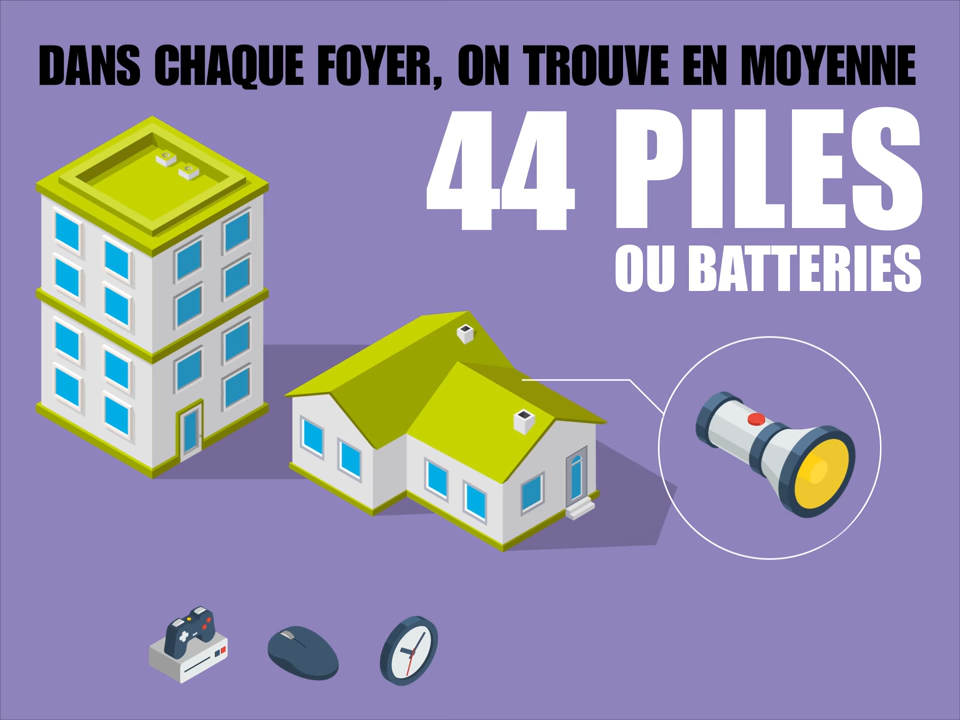 DANS CHAQUE FOYER, ON TROUVE EN MOYENNE
44 PILES
OU BATTERIES